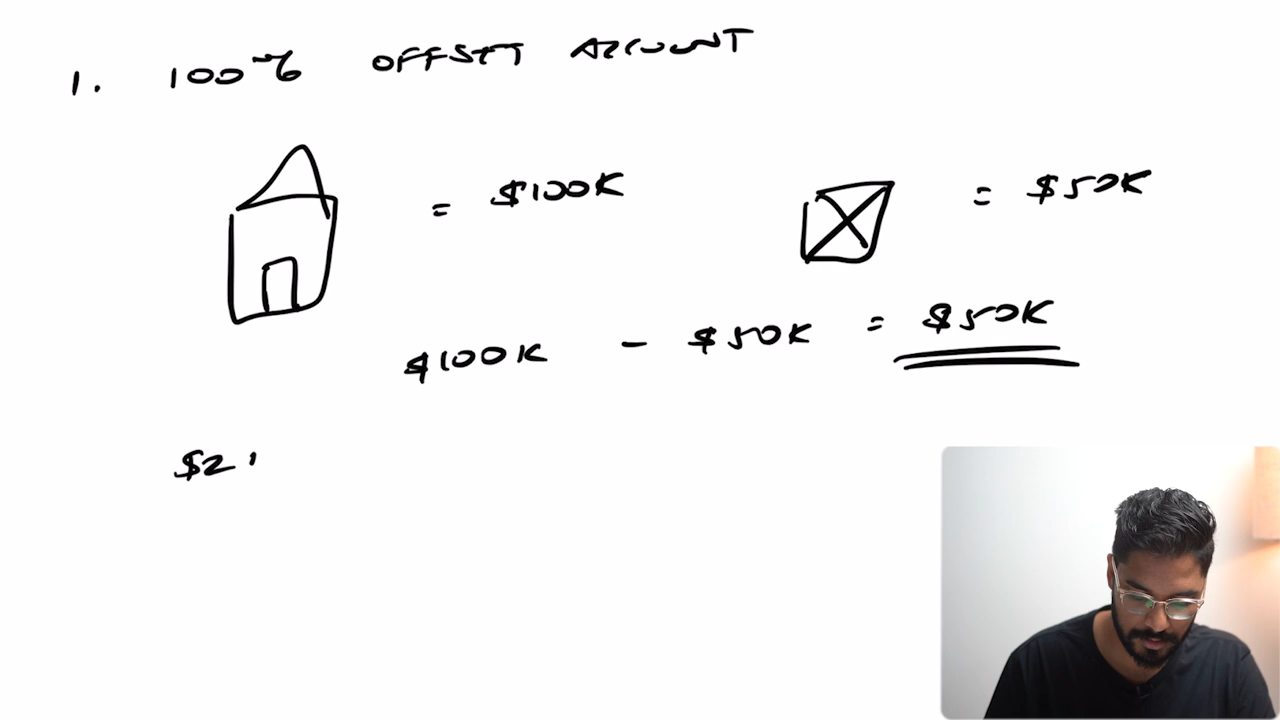 1. 100% OFFSET ACCOUNT
= $100K = $50K
$100K - $50K = $50K
$2